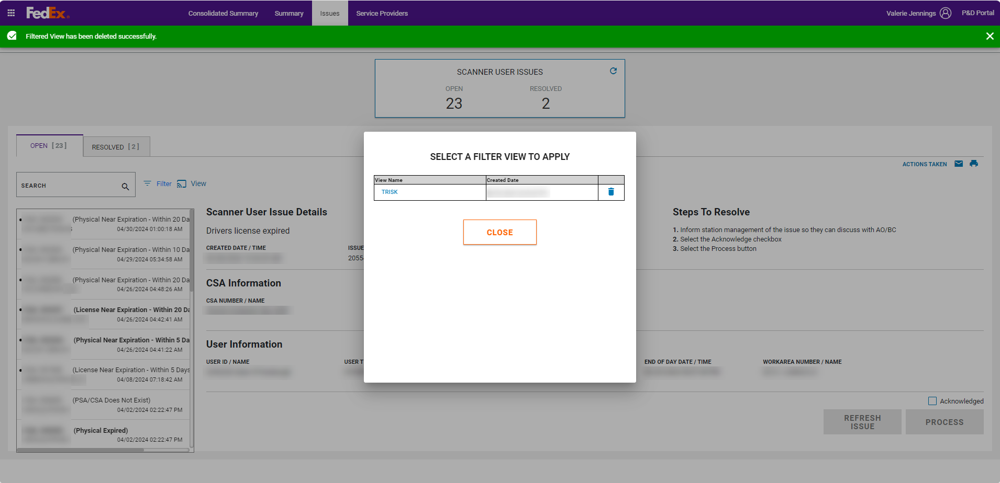 FedEx®
Consolidated Summary
Summary
Issues
Service Providers
Valerie Jennings
P&D Portal
Filtered View has been deleted successfully.
SCANNER USER ISSUES
OPEN
RESOLVED
23
2
OPEN [ 23 ]
RESOLVED [ 2 ]
ACTIONS TAKEN
SEARCH
Filter
View
(Physical Near Expiration - Within 20 Da
04/30/2024 01:00:18 AM
(Physical Near Expiration - Within 10 Da
04/29/2024 05:34:58 AM
(Physical Near Expiration - Within 20 Da
04/26/2024 04:48:26 AM
(License Near Expiration - Within 20 Da
04/26/2024 04:42:41 AM
(Physical Near Expiration - Within 5 Da
04/26/2024 04:41:22 AM
(License Near Expiration - Within 5 Days
04/08/2024 07:18:42 AM
(PSA/CSA Does Not Exist)
04/02/2024 02:22:47 PM
(Physical Expired)
04/02/2024 02:22:47 PM
Scanner User Issue Details
Drivers license expired
CREATED DATE / TIME
ISSUE
2055
CSA Information
CSA NUMBER / NAME
User Information
USER ID / NAME
USER T
END OF DAY DATE / TIME
WORKAREA NUMBER / NAME
SELECT A FILTER VIEW TO APPLY
View Name
Created Date
TRISK
CLOSE
Steps To Resolve
1. Inform station management of the issue so they can discuss with AO/BC
2. Select the Acknowledge checkbox
3. Select the Process button
Acknowledged
REFRESH
ISSUE
PROCESS